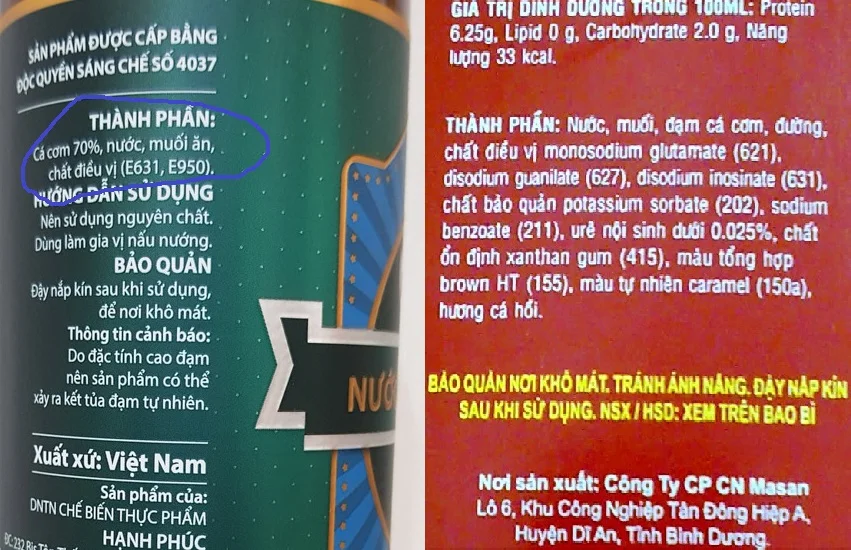 SẢN PHẨM ĐƯỢC CẤP BẰNG
ĐỘC QUYỀN SÁNG CHẾ SỐ 4037
THÀNH PHẦN:
Cá cơm 70%, nước, muối ăn,
chất điều vị (E631, E950).
HƯỚNG DẪN SỬ DỤNG
Nên sử dụng nguyên chất.
Dùng làm gia vị nấu nướng.
BẢO QUẢN
Đậy nắp kín sau khi sử dụng,
để nơi khô mát.
Thông tin cảnh báo:
Do đặc tính cao đạm
nên sản phẩm có thể
xảy ra kết tủa đạm tự nhiên.
NƯỚ
Xuất xứ: Việt Nam
Sản phẩm của:
DNTN CHẾ BIẾN THỰC PHẨM
HẠNH PHÚC
ĐC: 232
GIÁ TRỊ DINH DƯỠNG TRONG 100ML: Protein
6.25g, Lipid 0 g, Carbohydrate 2.0 g, Năng
lượng 33 kcal.
THÀNH PHẦN: Nước, muối, đạm cá cơm, đường,
chất điều vị monosodium glutamate (621),
disodium guanilate (627), disodium inosinate (631),
chất bảo quản potassium sorbate (202), sodium
benzoate (211), urê nội sinh dưới 0.025%, chất
ổn định xanthan gum (415), màu tổng hợp
brown HT (155), màu tự nhiên caramel (150a),
hương cá hồi.
BẢO QUẢN NƠI KHÔ MÁT. TRÁNH ÁNH NẮNG. ĐẬY NẮP KÍN
SAU KHI SỬ DỤNG. NSX / HSD: XEM TRÊN BAO BÌ
Nơi sản xuất: Công Ty CP CN Masan
Lô 6, Khu Công Nghiệp Tân Đông Hiệp A,
Huyện Dĩ An, Tỉnh Bình Dương.